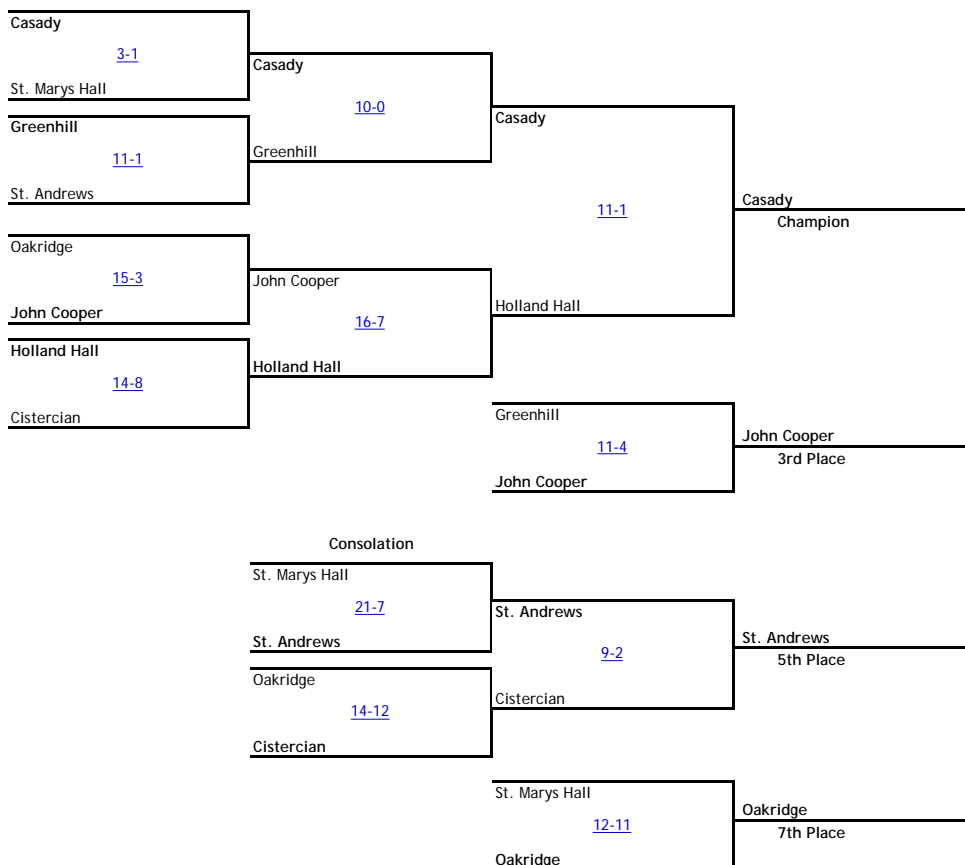 Casady
3-1
St. Marys Hall
Casady
10-0
Greenhill
Greenhill
11-1
St. Andrews
Casady
11-1
Holland Hall
Casady
Champion
Oakridge
15-3
John Cooper
John Cooper
16-7
Holland Hall
Holland Hall
14-8
Cistercian
Greenhill
11-4
John Cooper
John Cooper
3rd Place
Consolation
St. Marys Hall
21-7
St. Andrews
St. Andrews
9-2
Cistercian
St. Andrews
5th Place
Oakridge
14-12
Cistercian
St. Marys Hall
12-11
Oakridge
Oakridge
7th Place